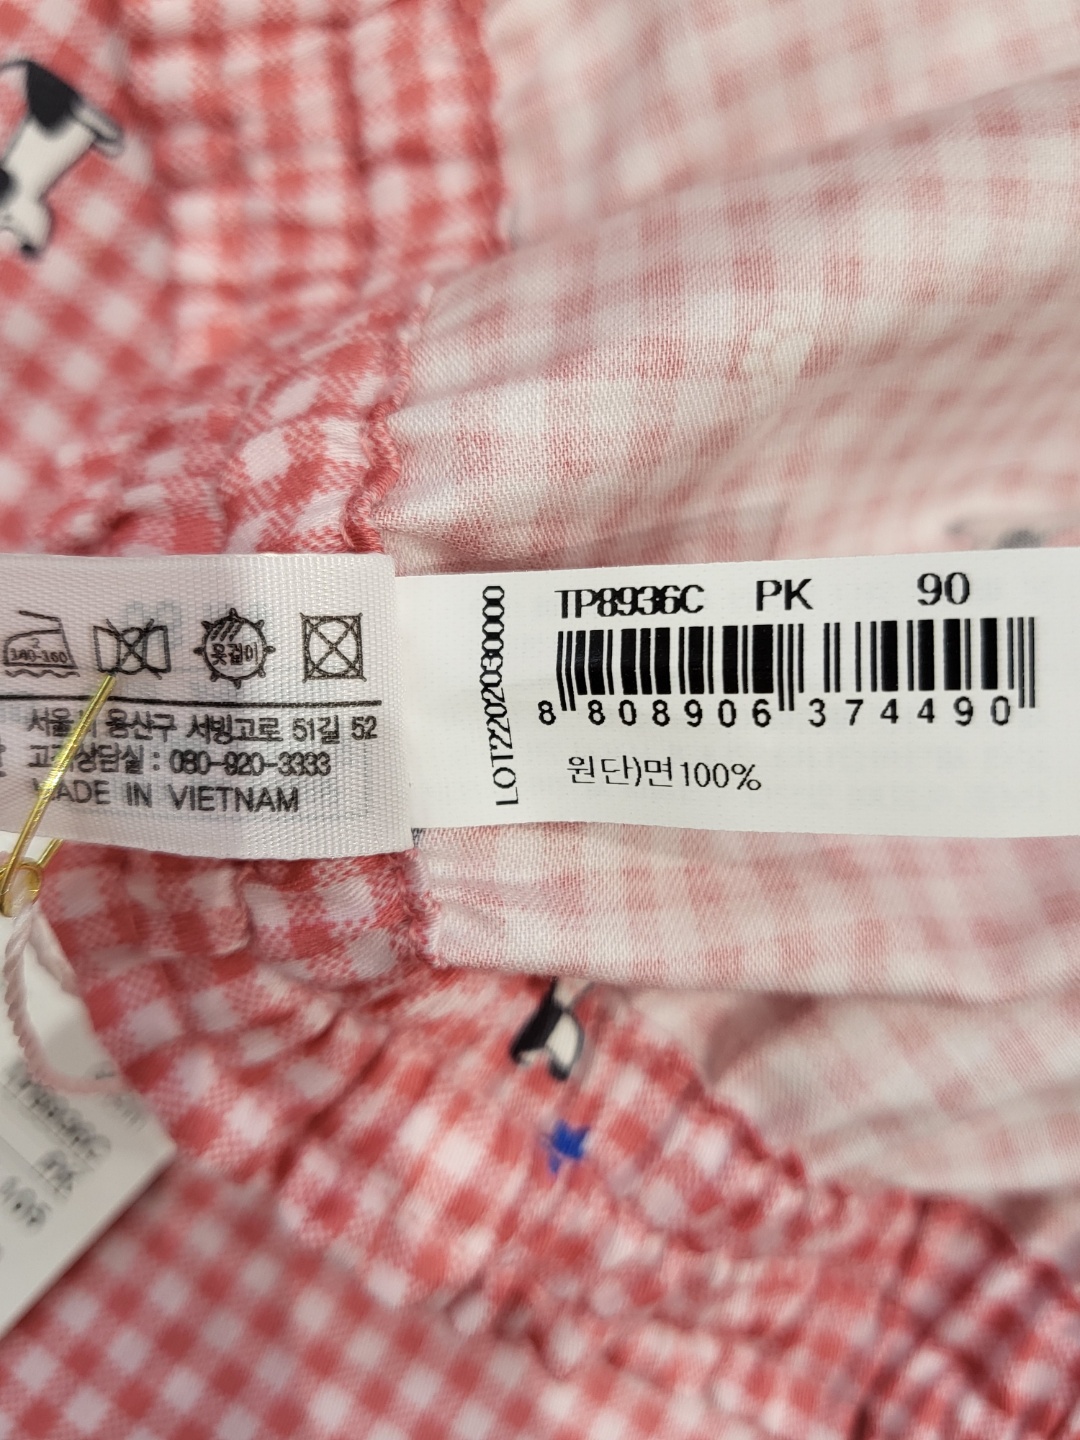 140~160
옷걸이
서울시 용산구 서빙고로 51길 52
고객상담실 : 080-920-3333
MADE IN VIETNAM
LOT2202030000
TP8936C PK 90
8 808906 374490
원단)면100%
PK